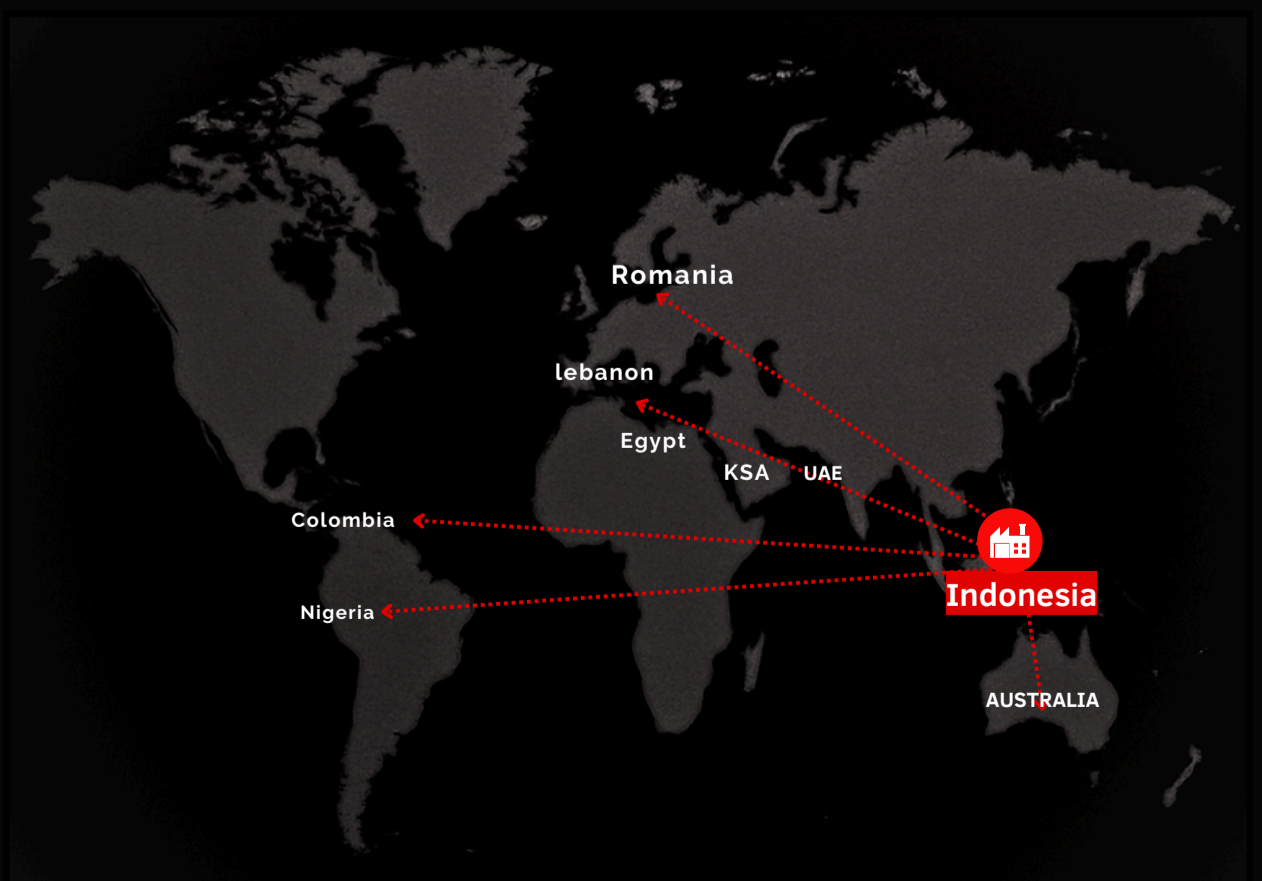 Romania
lebanon
Egypt
KSA
UAE
Colombia
Indonesia
Nigeria
AUSTRALIA